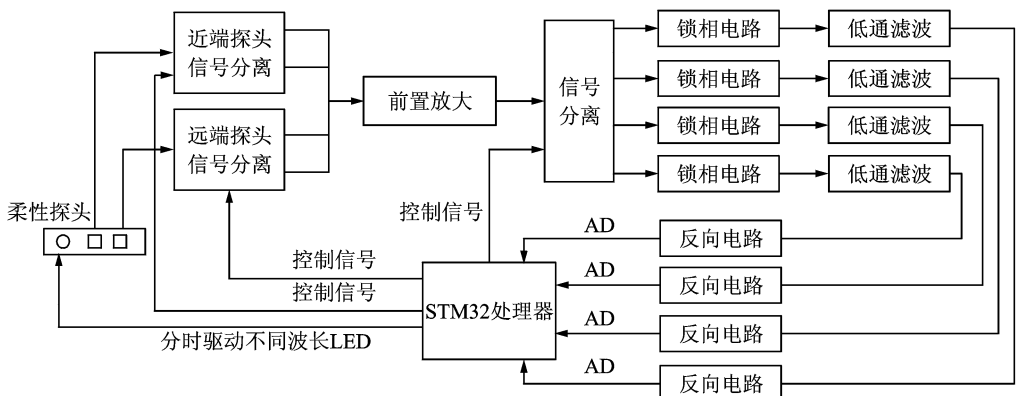 近端探头
信号分离
远端探头
信号分离
前置放大
信号
分离
锁相电路
低通滤波
锁相电路
低通滤波
锁相电路
低通滤波
锁相电路
低通滤波
柔性探头
控制信号
控制信号
控制信号
分时驱动不同波长LED
STM32处理器
AD
反向电路
AD
反向电路
AD
反向电路
AD
反向电路